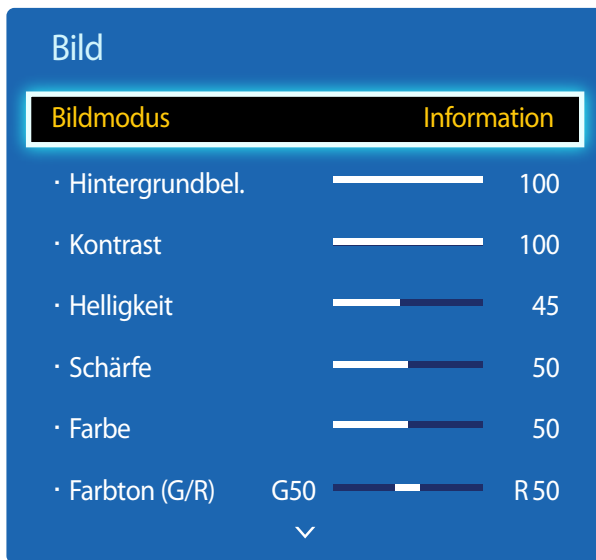 Bild
Bildmodus Information
· Hintergrundbel. 100
· Kontrast 100
· Helligkeit 45
· Schärfe 50
· Farbe 50
· Farbton (G/R) G50 R50